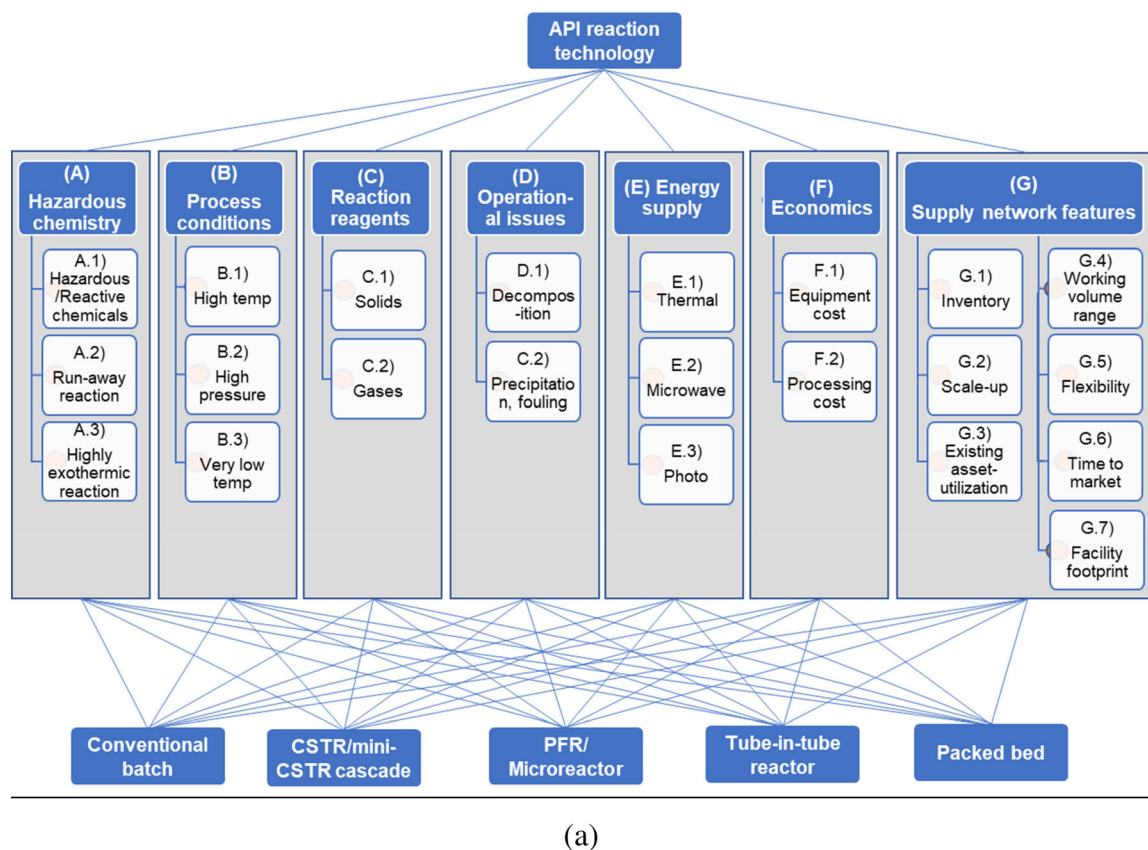 API reaction
technology
(A)
Hazardous
chemistry
A.1)
Hazardous
/Reactive
chemicals
A.2)
Run-away
reaction
A.3)
Highly
exothermic
reaction
(B)
Process
conditions
B.1)
High temp
B.2)
High
pressure
B.3)
Very low
temp
(C)
Reaction
reagents
C.1)
Solids
C.2)
Gases
(D)
Operation-
al issues
D.1)
Decompos
-ition
C.2)
Precipitatio
n, fouling
(E) Energy
supply
E.1)
Thermal
E.2)
Microwave
E.3)
Photo
(F)
Economics
F.1)
Equipment
cost
F.2)
Processing
cost
(G)
Supply network features
G.1)
Inventory
G.2)
Scale-up
G.3)
Existing
asset-
utilization
G.4)
Working
volume
range
G.5)
Flexibility
G.6)
Time to
market
G.7)
Facility
footprint
Conventional
batch
CSTR/mini-
CSTR cascade
PFR/
Microreactor
Tube-in-tube
reactor
Packed bed
(a)